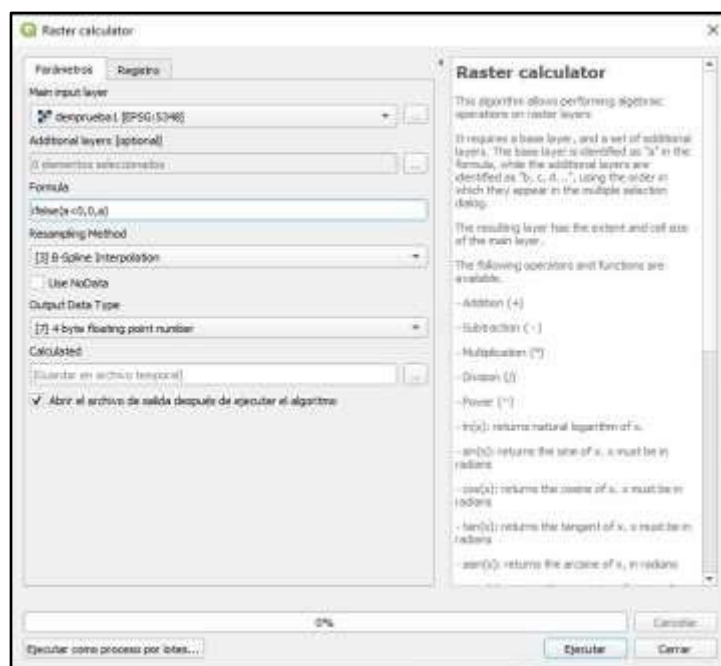 Raster calculator
Parámetros Registro
Main input layer
demprueba1 [EPSG:5348]
...
Additional layers [optional]
0 elementos seleccionados
...
Formula
ifelse(a<0,0,a)
Resampling Method
[3] B-Spline Interpolation
Use NoData
Output Data Type
[7] 4 byte floating point number
Calculated
[Guardar en archivo temporal]
...
Abrir el archivo de salida después de ejecutar el algoritmo
Raster calculator
This algorithm allows performing algebraic
operations on raster layers
It requires a base layer, and a set of additional
layers. The base layer is identified as "a" in the
formula, while the additional layers are
identified as "b, c, d...", using the order in
which they appear in the multiple selection
dialog.
The resulting layer has the extent and cell size
of the main layer.
The following operators and functions are
available.
- Addition (+)
- Subtraction (-)
- Multiplication (*)
- Division (/)
- Power (^)
- ln(x): returns natural logarithm of x.
- sin(x): returns the sine of x. x must be in
radians
- cos(x): returns the cosine of x. x must be in
radians
- tan(x): returns the tangent of x. x must be in
radians
- asin(x): returns the arcsine of x, in radians
0%
Cancelar
Ejecutar como proceso por lotes...
Ejecutar
Cerrar